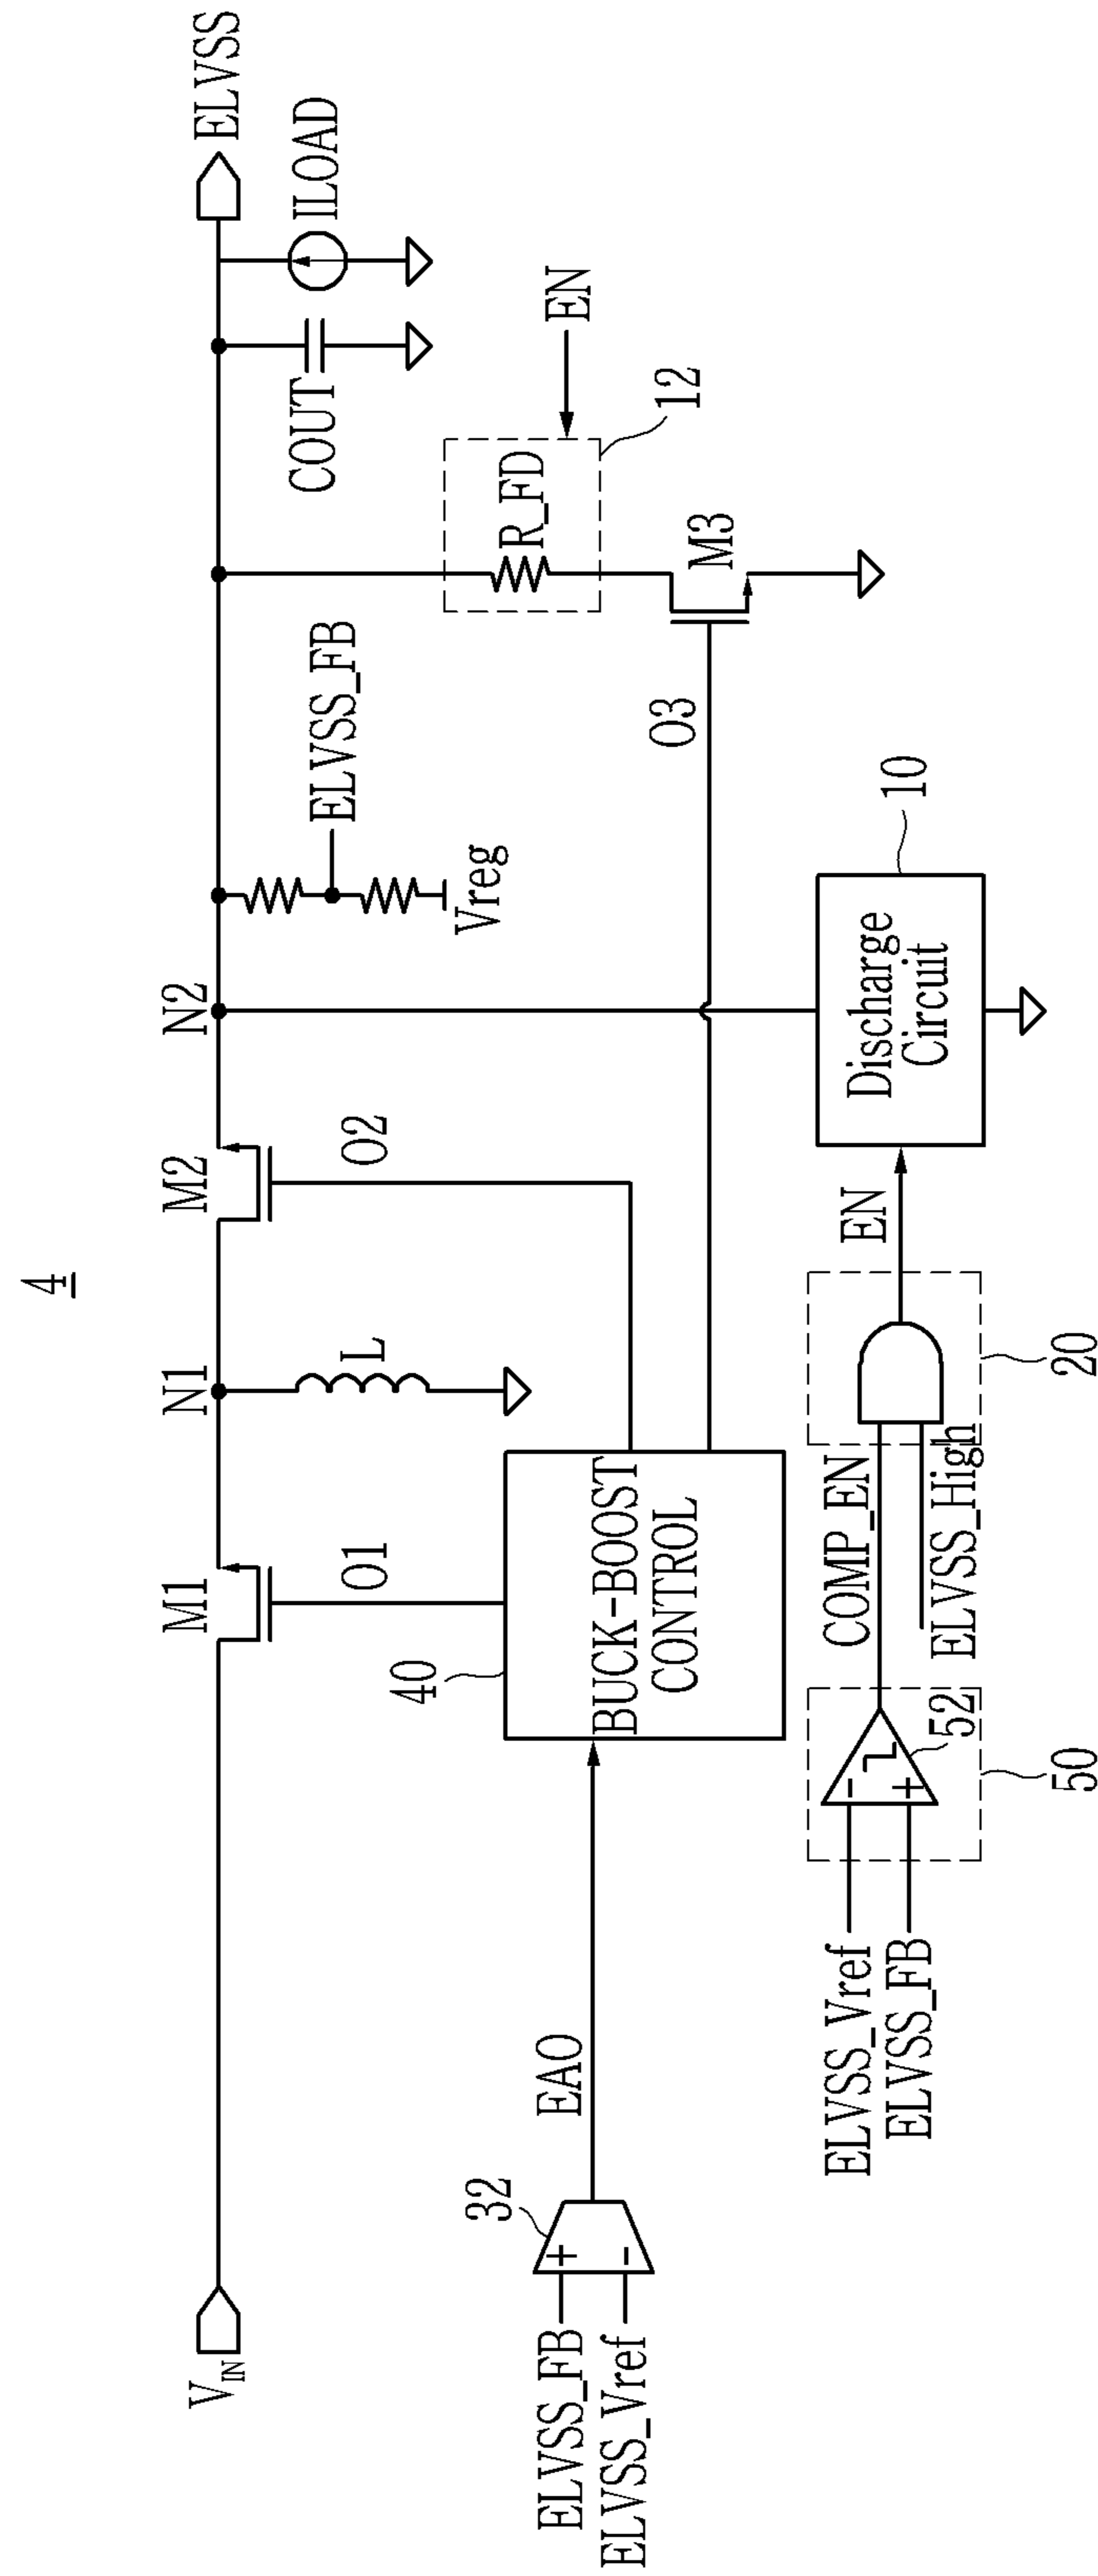 4
V_IN
M1
N1
M2
N2
ELVSS
L
O1
O2
ELVSS_FB
Vreg
COUT
ILOAD
R_FD
EN
12
M3
O3
40
BUCK-BOOST
CONTROL
32
+
-
ELVSS_FB
ELVSS_Vref
EAO
ELVSS_Vref
ELVSS_FB
-
+
52
50
COMP_EN
ELVSS_High
20
EN
Discharge
Circuit
10